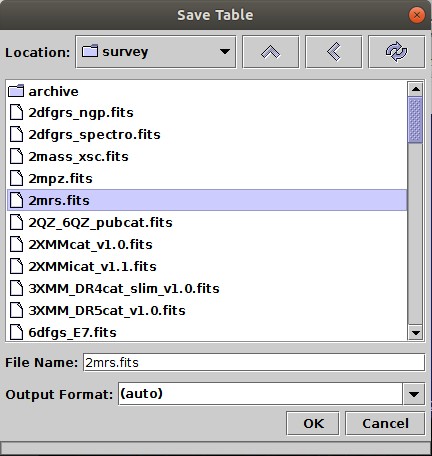 Save Table
Location: survey
archive
2dfgrs_ngp.fits
2dfgrs_spectro.fits
2mass_xsc.fits
2mpz.fits
2mrs.fits
2QZ_6QZ_pubcat.fits
2XMMcat_v1.0.fits
2XMMicat_v1.1.fits
3XMM_DR4cat_slim_v1.0.fits
3XMM_DR5cat_v1.0.fits
6dfgs_E7.fits
File Name: 2mrs.fits
Output Format: (auto)
OK Cancel